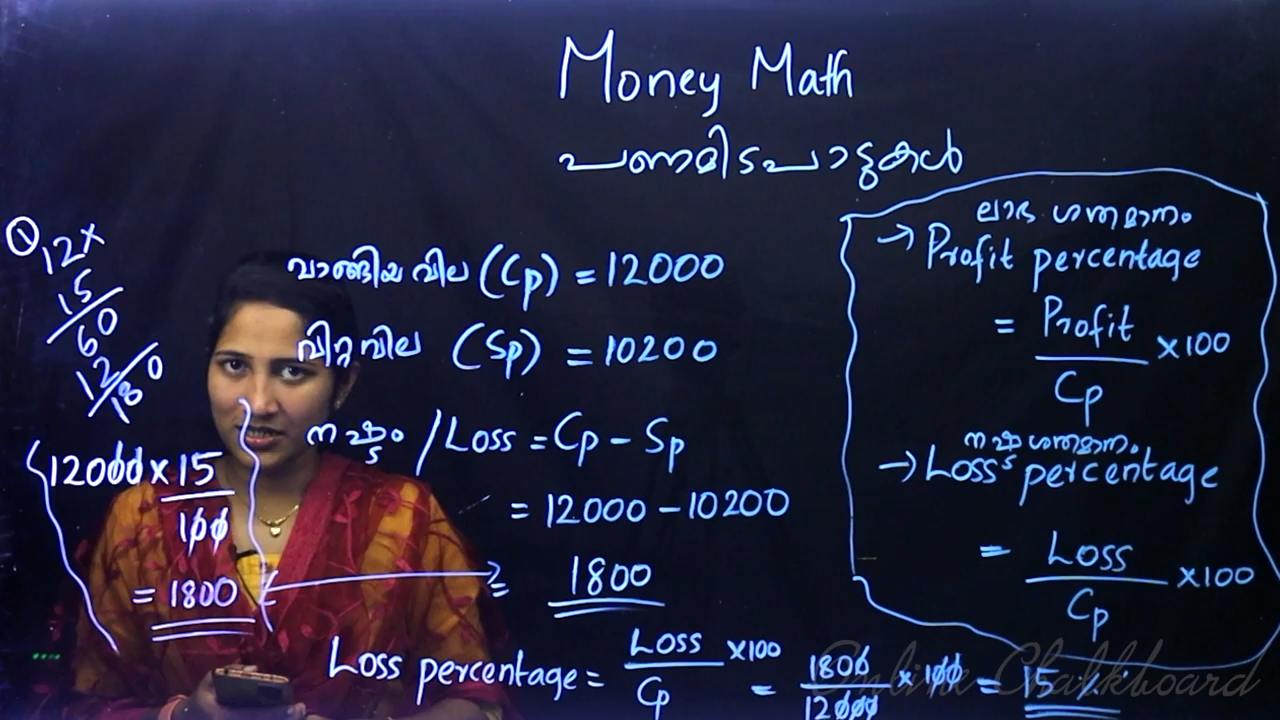 Money Math
പണമിടപാടുകൾ
①
12×
15
60
12
180
വാങ്ങിയ വില (Cp) = 12000
വിറ്റവില (Sp) = 10200
നഷ്ടം / Loss = Cp - Sp
= 12000 - 10200
= 1800
12000 × 15
100
= 1800
Loss percentage = Loss ×100
Cp
= 1800 × 100
12000
= 15 %
ലാഭ ശതമാനം
→ Profit percentage
= Profit × 100
Cp
നഷ്ടശതമാനം
→ Loss percentage
= Loss ×100
Cp
Online Chalkboard